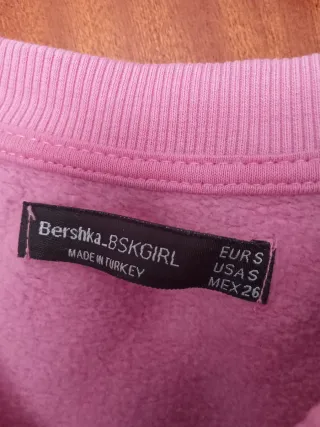 Bershka_BSKGIRL
MADE IN TURKEY
EUR S
USA S
MEX 26